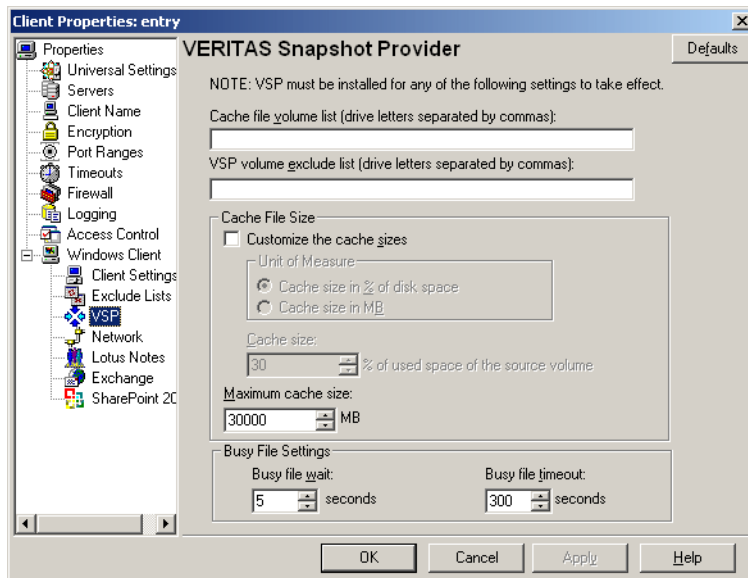 Client Properties: entry
Properties
Universal Settings
Servers
Client Name
Encryption
Port Ranges
Timeouts
Firewall
Logging
Access Control
Windows Client
Client Settings
Exclude Lists
VSP
Network
Lotus Notes
Exchange
SharePoint 20
VERITAS Snapshot Provider
Defaults
NOTE: VSP must be installed for any of the following settings to take effect.
Cache file volume list (drive letters separated by commas):
VSP volume exclude list (drive letters separated by commas):
Cache File Size
Customize the cache sizes
Unit of Measure
Cache size in % of disk space
Cache size in MB
Cache size:
30 % of used space of the source volume
Maximum cache size:
30000 MB
Busy File Settings
Busy file wait: Busy file timeout:
5 seconds 300 seconds
OK Cancel Apply Help